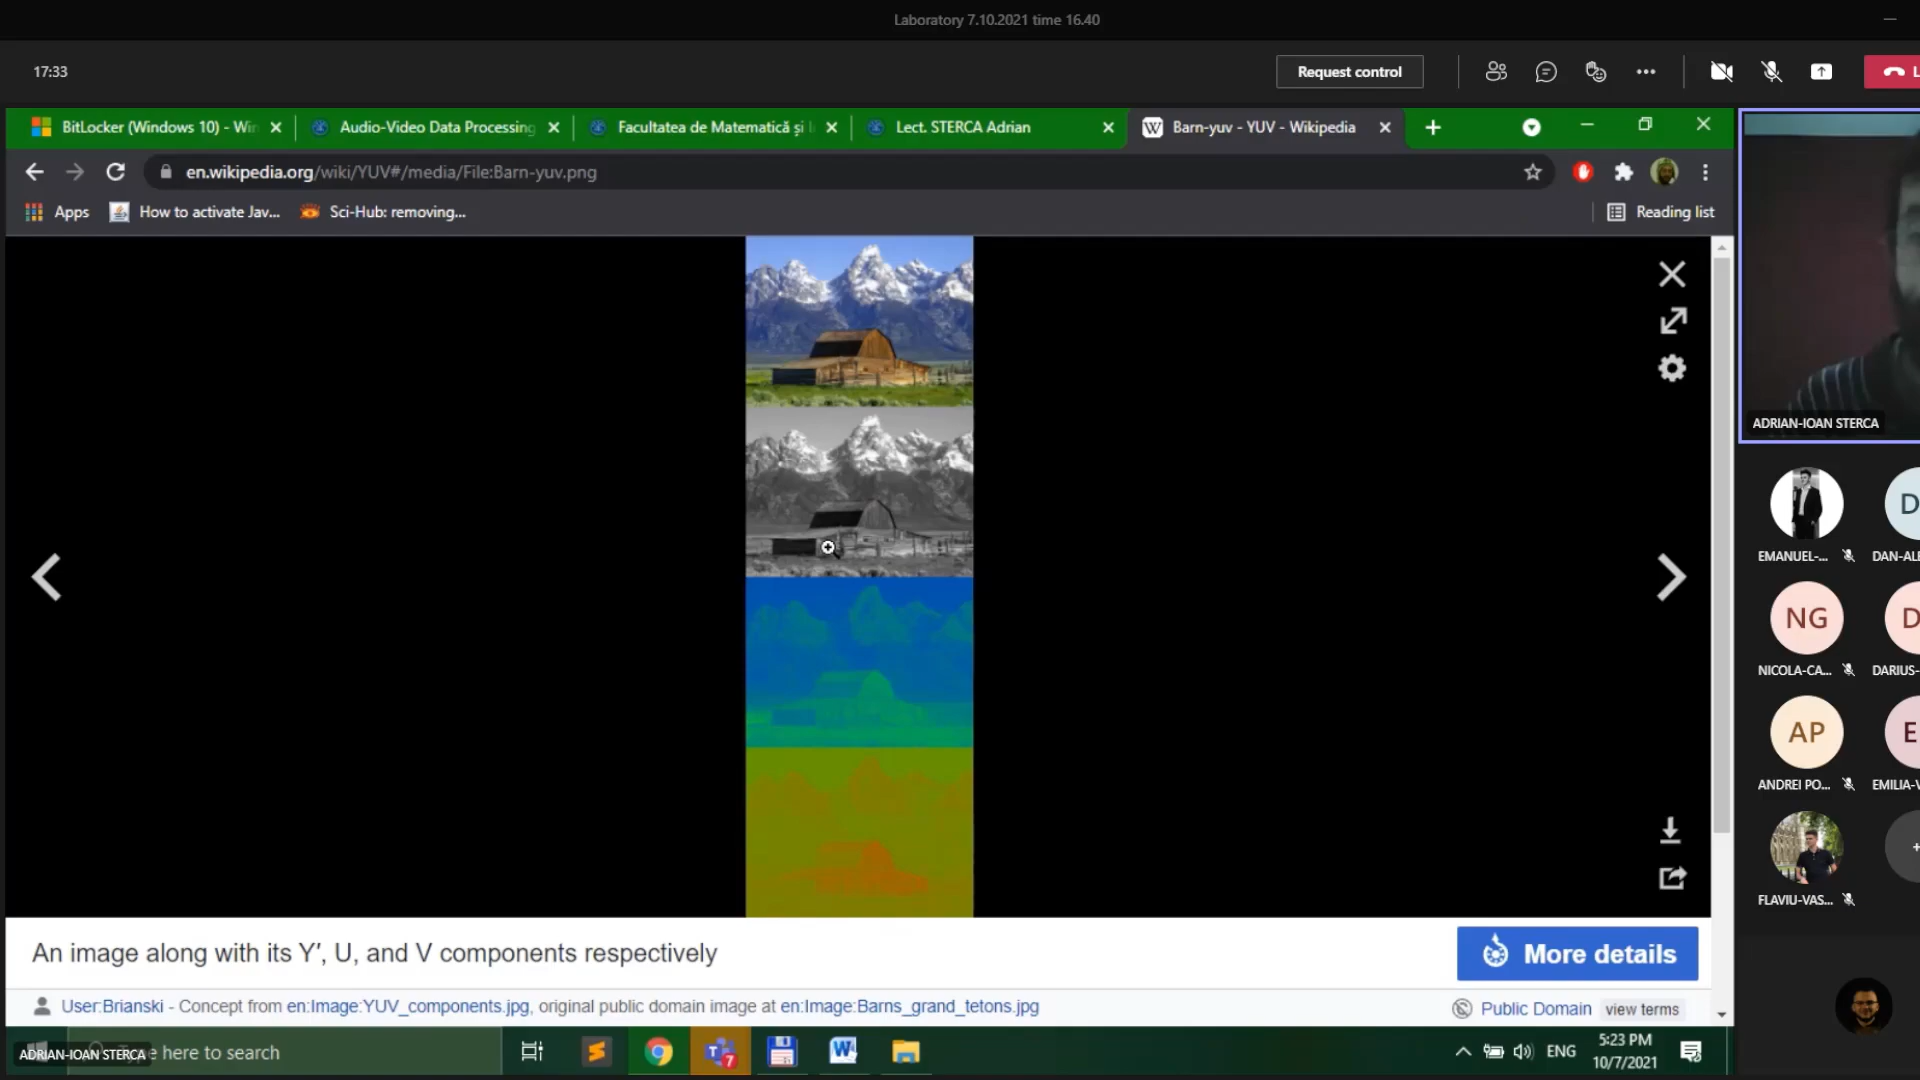 Laboratory 7.10.2021 time 16.40
17:33
Request control
BitLocker (Windows 10) - Win
Audio-Video Data Processing
Facultatea de Matematică și I
Lect. STERCA Adrian
Barn-yuv - YUV - Wikipedia
en.wikipedia.org/wiki/YUV#/media/File:Barn-yuv.png
Apps
How to activate Jav...
Sci-Hub: removing...
Reading list
ADRIAN-IOAN STERCA
EMANUEL-...
D
DAN-ALE
NG
D
NICOLA-CA...
DARIUS-
AP
E
ANDREI PO...
EMILIA-V
FLAVIU-VAS...
An image along with its Y′, U, and V components respectively
More details
User:Brianski - Concept from en:Image:YUV_components.jpg, original public domain image at en:Image:Barns_grand_tetons.jpg
Public Domain
view terms
ADRIAN-IOAN STERCA
here to search
7
ENG
5:23 PM
10/7/2021